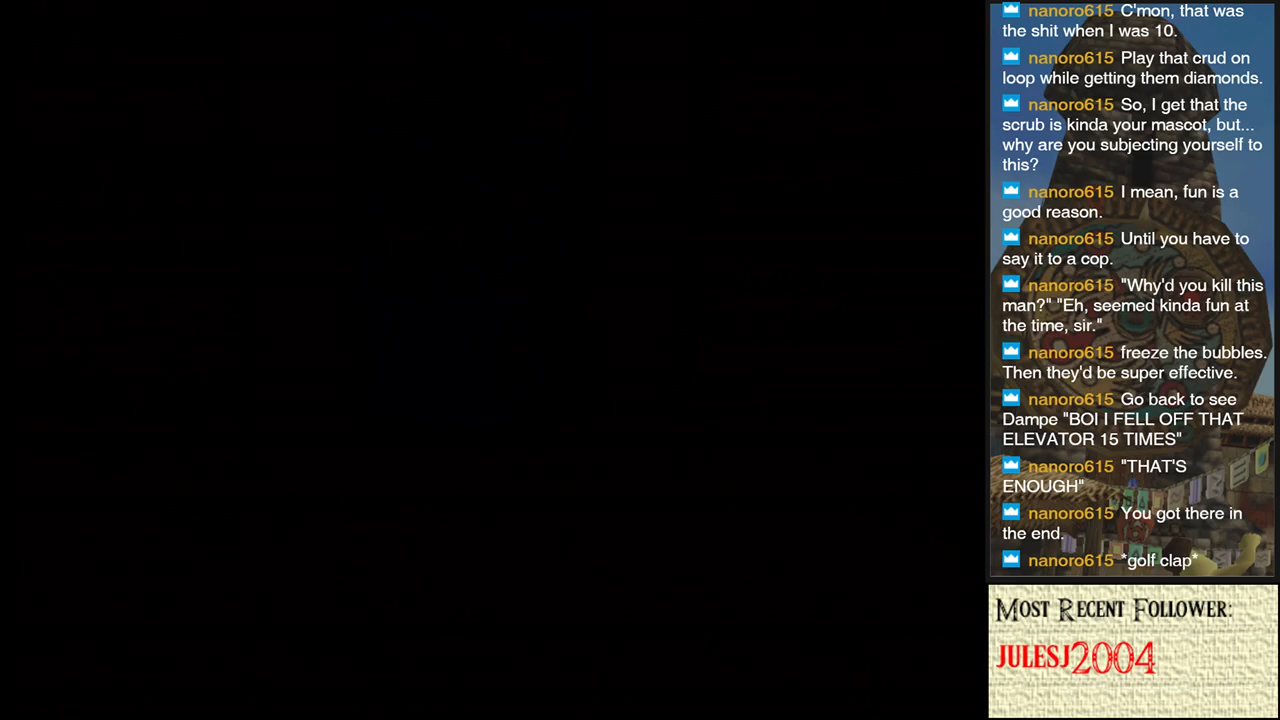 nanoro615 C'mon, that was
the shit when I was 10.
nanoro615 Play that crud on
loop while getting them diamonds.
nanoro615 So, I get that the
scrub is kinda your mascot, but...
why are you subjecting yourself to
this?
nanoro615 I mean, fun is a
good reason.
nanoro615 Until you have to
say it to a cop.
nanoro615 "Why'd you kill this
man?" "Eh, seemed kinda fun at
the time, sir."
nanoro615 freeze the bubbles.
Then they'd be super effective.
nanoro615 Go back to see
Dampe "BOI I FELL OFF THAT
ELEVATOR 15 TIMES"
nanoro615 "THAT'S
ENOUGH"
nanoro615 You got there in
the end.
nanoro615 *golf clap*
Most Recent Follower:
julesj2004